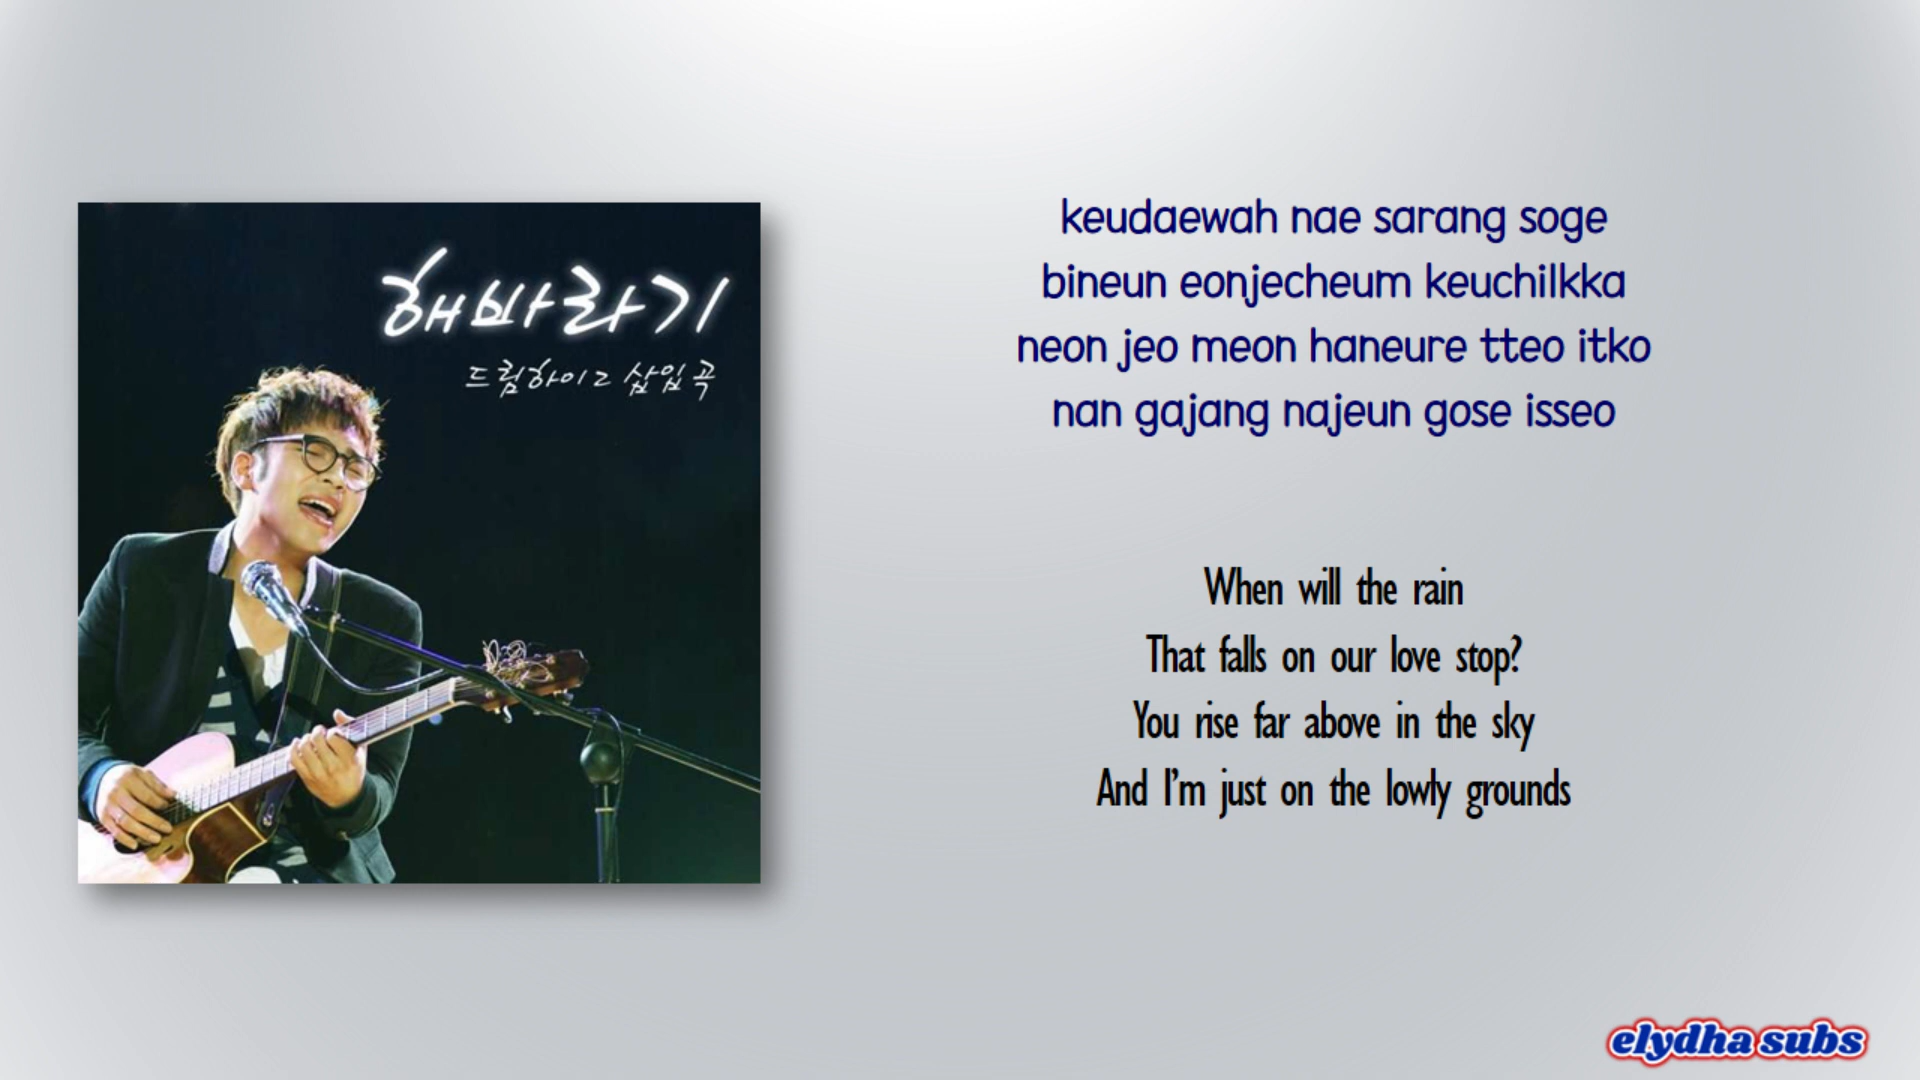 해바라기
드림하이2 삽입곡
keudaewah nae sarang soge
bineun eonjecheum keuchilkka
neon jeo meon haneure tteo itko
nan gajang najeun gose isseo
When will the rain
That falls on our love stop?
You rise far above in the sky
And I'm just on the lowly grounds
elydha subs